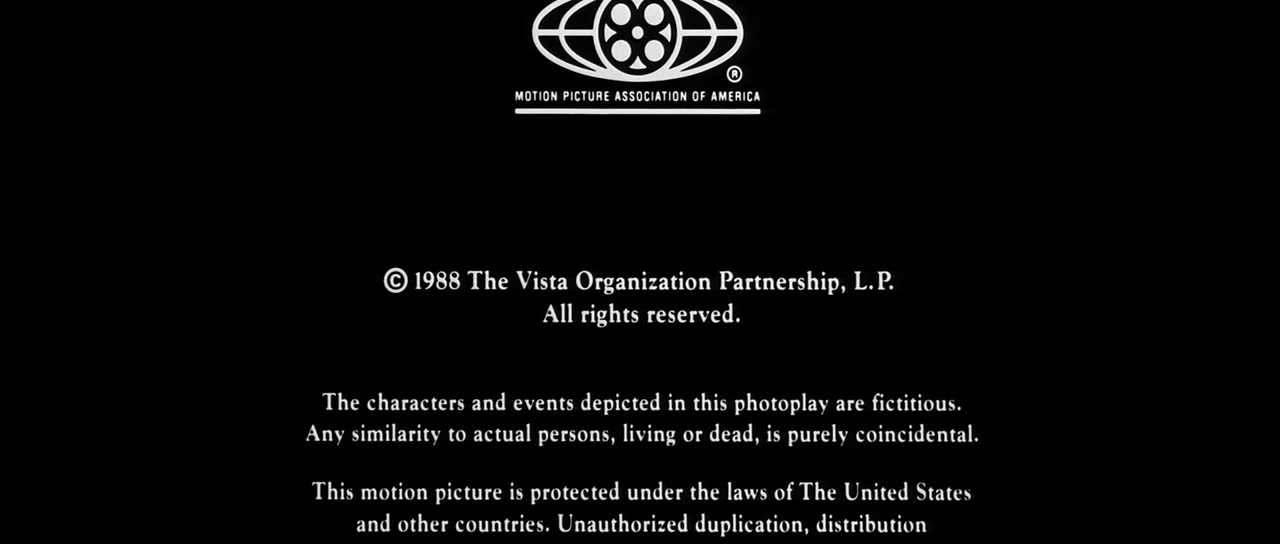 ®
MOTION PICTURE ASSOCIATION OF AMERICA
© 1988 The Vista Organization Partnership, L.P.
All rights reserved.
The characters and events depicted in this photoplay are fictitious.
Any similarity to actual persons, living or dead, is purely coincidental.
This motion picture is protected under the laws of The United States
and other countries. Unauthorized duplication, distribution